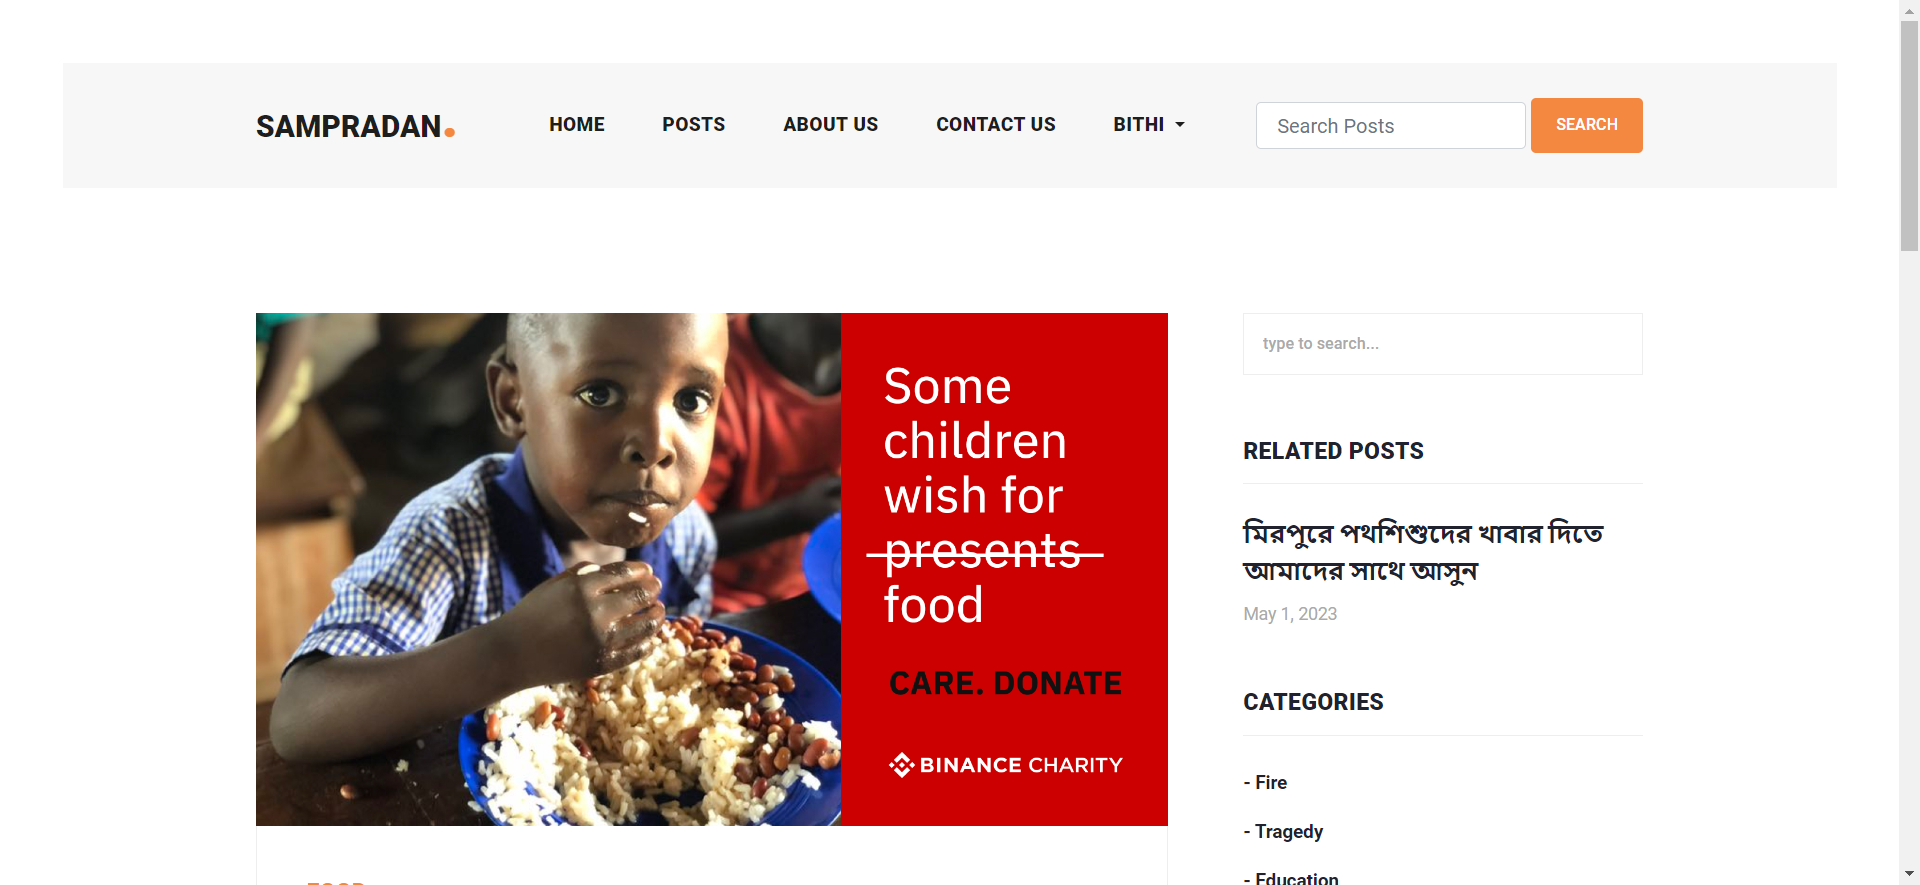 SAMPRADAN.
HOME
POSTS
ABOUT US
CONTACT US
BITHI
Search Posts
SEARCH
Some
children
wish for
presents
food
CARE. DONATE
BINANCE CHARITY
type to search...
RELATED POSTS
মিরপুরে পথশিশুদের খাবার দিতে
আমাদের সাথে আসুন
May 1, 2023
CATEGORIES
- Fire
- Tragedy
- Education
FOOD